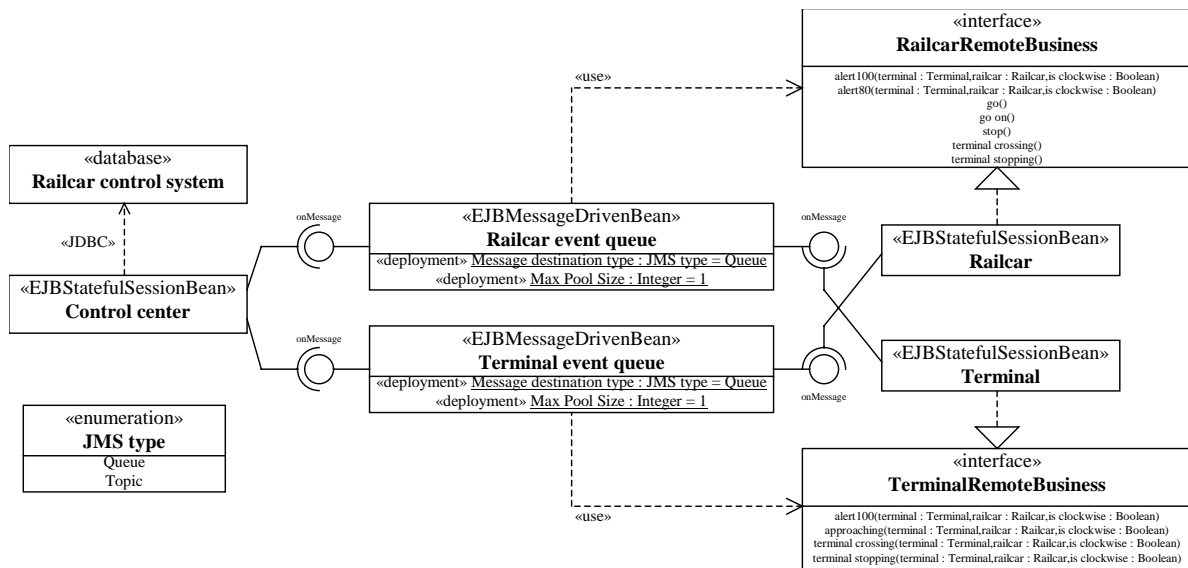 «interface»
RailcarRemoteBusiness
alert100(terminal : Terminal,railcar : Railcar,is clockwise : Boolean)
alert80(terminal : Terminal,railcar : Railcar,is clockwise : Boolean)
go()
go on()
stop()
terminal crossing()
terminal stopping()
«use»
«database»
Railcar control system
«JDBC»
«EJBStatefulSessionBean»
Control center
onMessage
«EJBMessageDrivenBean»
Railcar event queue
«deployment» Message destination type : JMS type = Queue
«deployment» Max Pool Size : Integer = 1
onMessage
«EJBStatefulSessionBean»
Railcar
onMessage
«EJBMessageDrivenBean»
Terminal event queue
«deployment» Message destination type : JMS type = Queue
«deployment» Max Pool Size : Integer = 1
onMessage
«EJBStatefulSessionBean»
Terminal
«enumeration»
JMS type
Queue
Topic
«use»
«interface»
TerminalRemoteBusiness
alert100(terminal : Terminal,railcar : Railcar,is clockwise : Boolean)
approaching(terminal : Terminal,railcar : Railcar,is clockwise : Boolean)
terminal crossing(terminal : Terminal,railcar : Railcar,is clockwise : Boolean)
terminal stopping(terminal : Terminal,railcar : Railcar,is clockwise : Boolean)